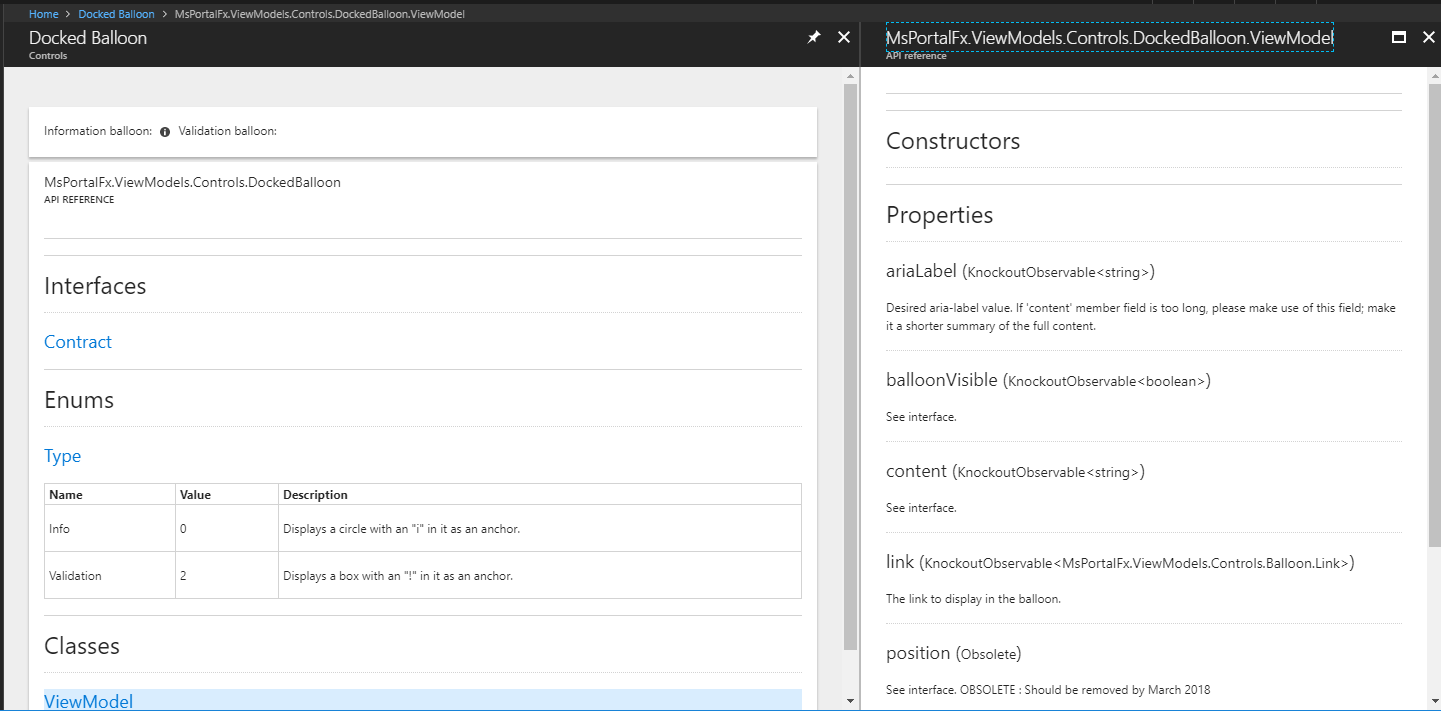 Home > Docked Balloon > MsPortalFx.ViewModels.Controls.DockedBalloon.ViewModel
Docked Balloon
Controls
Information balloon: Validation balloon:
MsPortalFx.ViewModels.Controls.DockedBalloon
API REFERENCE
Interfaces
Contract
Enums
Type
Name Value Description
Info 0 Displays a circle with an "i" in it as an anchor.
Validation 2 Displays a box with an "!" in it as an anchor.
Classes
ViewModel
MsPortalFx.ViewModels.Controls.DockedBalloon.ViewModel
API reference
Constructors
Properties
ariaLabel (KnockoutObservable<string>)
Desired aria-label value. If 'content' member field is too long, please make use of this field; make
it a shorter summary of the full content.
balloonVisible (KnockoutObservable<boolean>)
See interface.
content (KnockoutObservable<string>)
See interface.
link (KnockoutObservable<MsPortalFx.ViewModels.Controls.Balloon.Link>)
The link to display in the balloon.
position (Obsolete)
See interface. OBSOLETE : Should be removed by March 2018